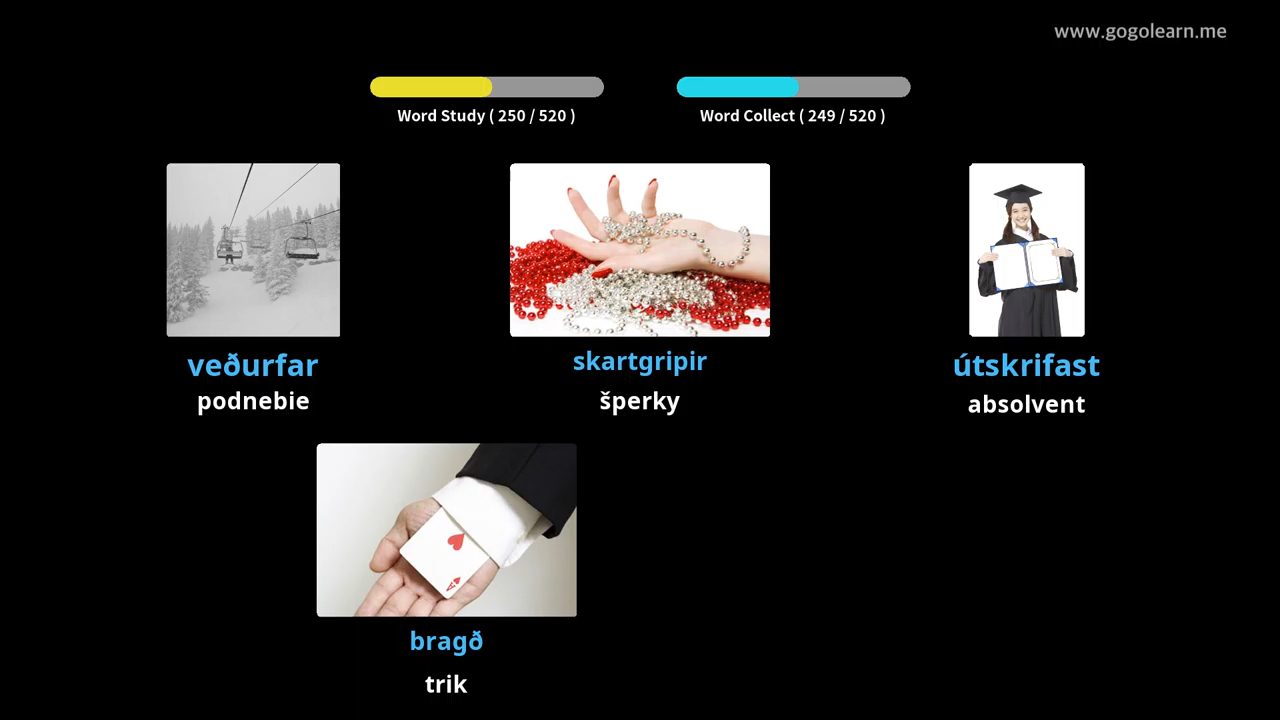 www.gogolearn.me
Word Study ( 250 / 520 )
Word Collect ( 249 / 520 )
veðurfar
podnebie
skartgripir
šperky
útskrifast
absolvent
A
bragð
trik